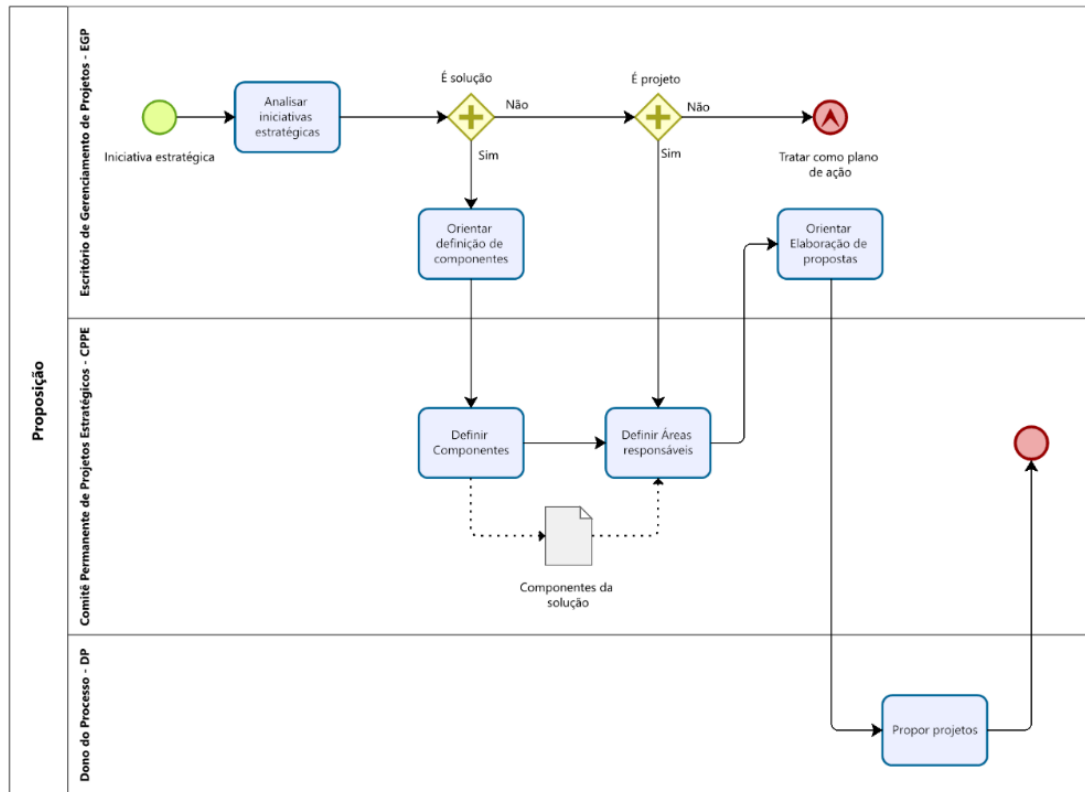 Proposição
Escritório de Gerenciamento de Projetos - EGP
Iniciativa estratégica
Analisar
iniciativas
estratégicas
É solução
Não
Sim
É projeto
Não
Sim
Tratar como plano
de ação
Orientar
definição de
componentes
Orientar
Elaboração de
propostas
Comitê Permanente de Projetos Estratégicos - CPPE
Definir
Componentes
Definir Áreas
responsáveis
Componentes da
solução
Dono do Processo - DP
Propor projetos